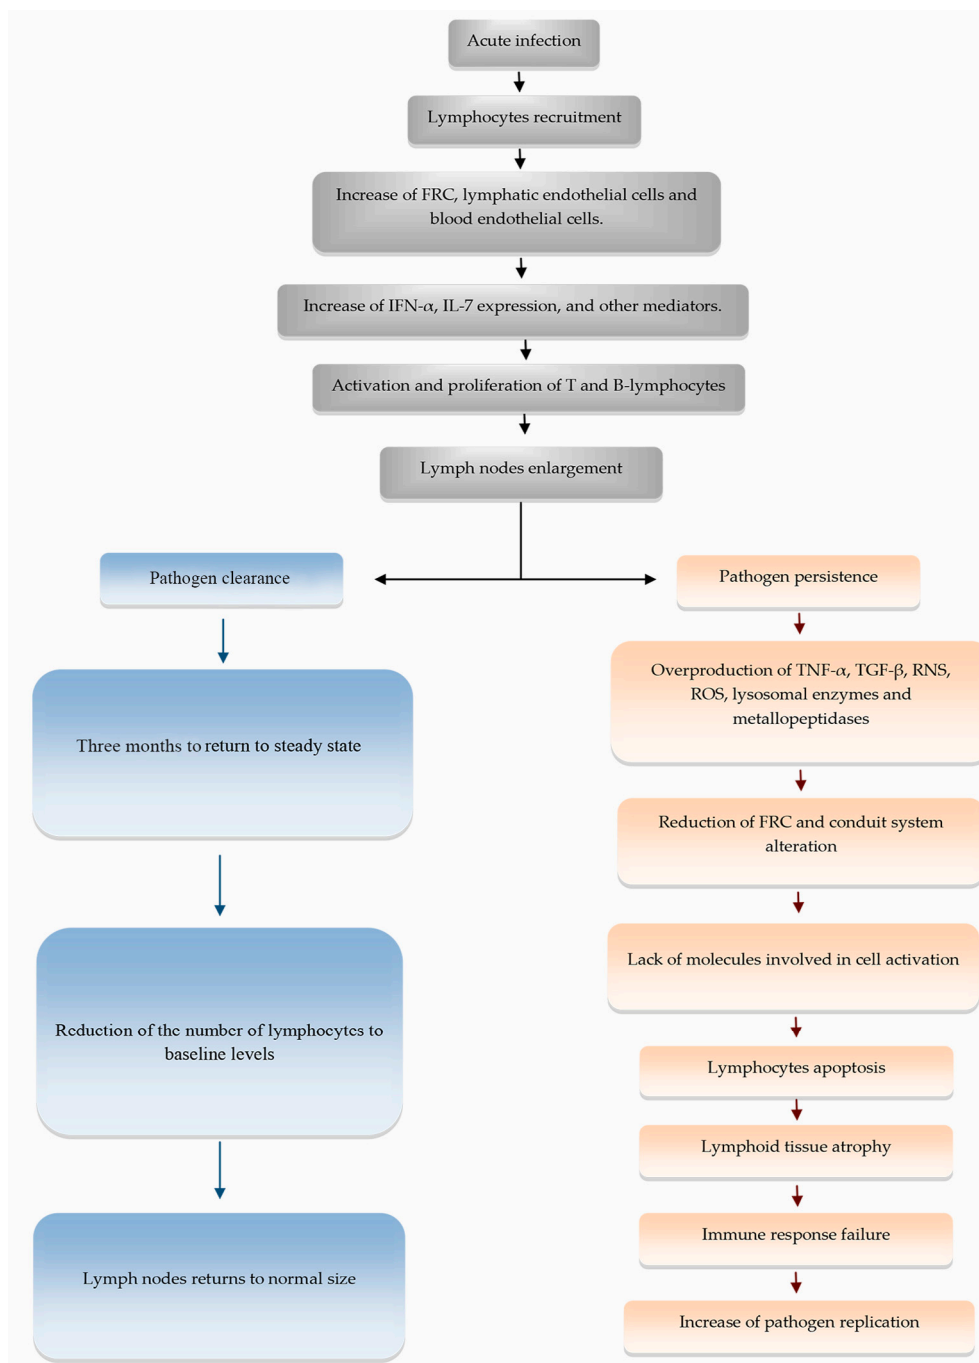 Acute infection
Lymphocytes recruitment
Increase of FRC, lymphatic endothelial cells and
blood endothelial cells.
Increase of IFN-α, IL-7 expression, and other mediators.
Activation and proliferation of T and B-lymphocytes
Lymph nodes enlargement
Pathogen clearance
Three months to return to steady state
Reduction of the number of lymphocytes to
baseline levels
Lymph nodes returns to normal size
Pathogen persistence
Overproduction of TNF-α, TGF-β, RNS,
ROS, lysosomal enzymes and
metallopeptidases
Reduction of FRC and conduit system
alteration
Lack of molecules involved in cell activation
Lymphocytes apoptosis
Lymphoid tissue atrophy
Immune response failure
Increase of pathogen replication